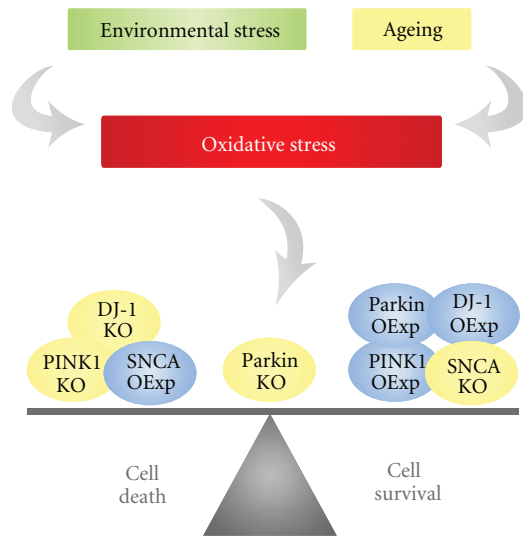 Environmental stress
Ageing
Oxidative stress
DJ-1
KO
PINK1
KO
SNCA
OExp
Parkin
KO
Parkin
OExp
DJ-1
OExp
PINK1
OExp
SNCA
KO
Cell
death
Cell
survival